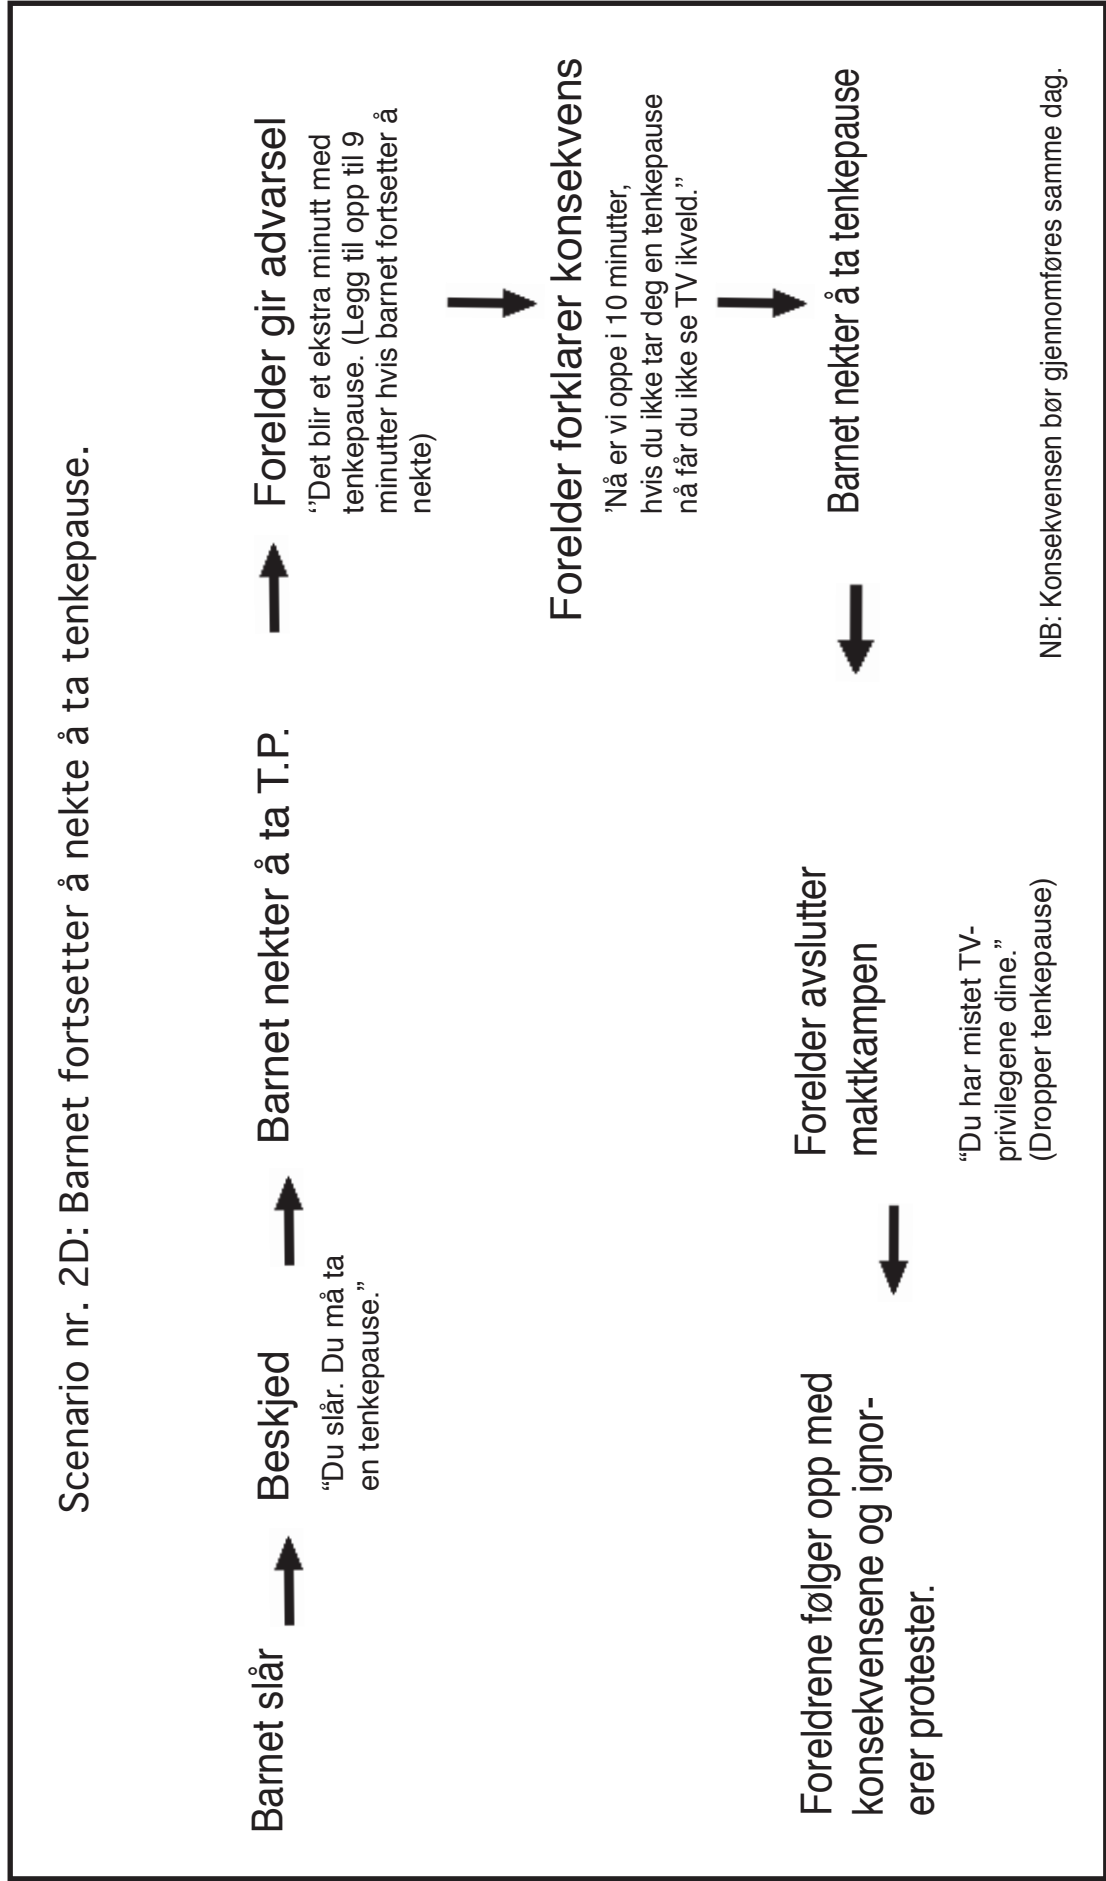 Scenario nr. 2D: Barnet fortsetter å nekte å ta tenkepause.
Barnet slår
Beskjed
“Du slår. Du må ta
en tenkepause.”
Barnet nekter å ta T.P.
Forelder gir advarsel
‘’Det blir et ekstra minutt med
tenkepause. (Legg til opp til 9
minutter hvis barnet fortsetter å
nekte)
Forelder forklarer konsekvens
’Nå er vi oppe i 10 minutter,
hvis du ikke tar deg en tenkepause
nå får du ikke se TV ikveld.’’
Barnet nekter å ta tenkepause
Forelder avslutter
maktkampen
“Du har mistet TV-
privilegene dine.”
(Dropper tenkepause)
Foreldrene følger opp med
konsekvensene og ignor-
erer protester.
NB: Konsekvensen bør gjennomføres samme dag.